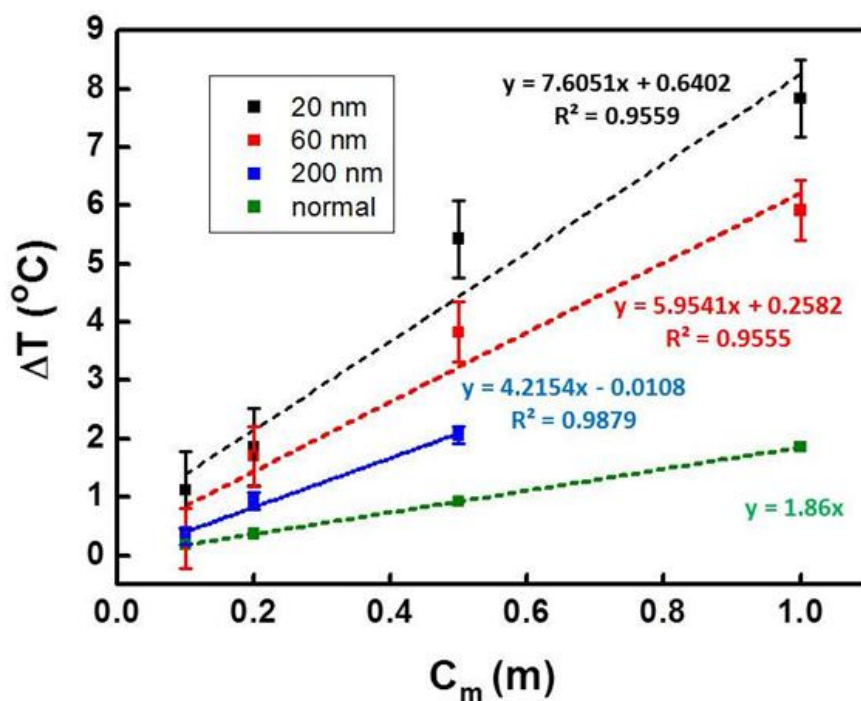 9
8
7
6
5
4
3
2
1
0
ΔT (°C)
20 nm
60 nm
200 nm
normal
y = 7.6051x + 0.6402
R² = 0.9559
y = 5.9541x + 0.2582
R² = 0.9555
y = 4.2154x - 0.0108
R² = 0.9879
y = 1.86x
0.0 0.2 0.4 0.6 0.8 1.0
Cₘ (m)